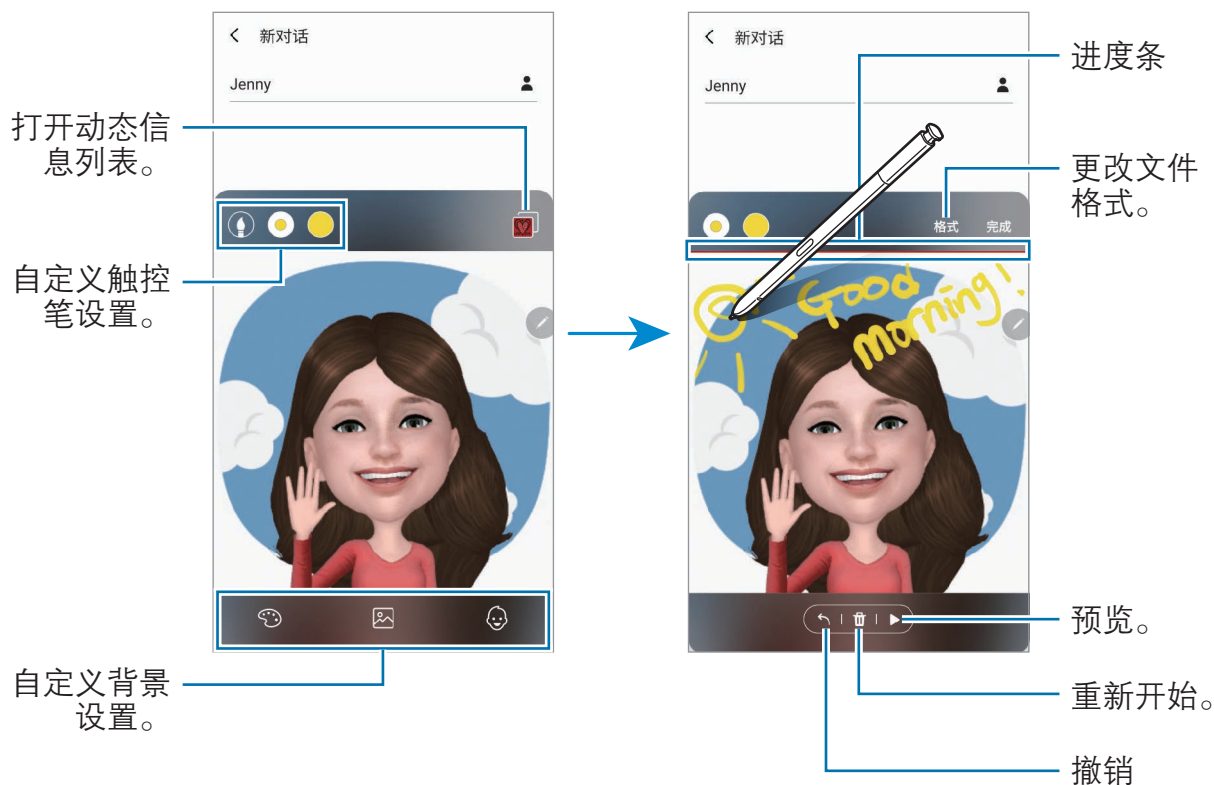 新对话
Jenny
打开动态信
息列表。
自定义触控
笔设置。
自定义背景
设置。
新对话
Jenny
格式 完成
Good
morning!
进度条
更改文件
格式。
预览。
重新开始。
撤销